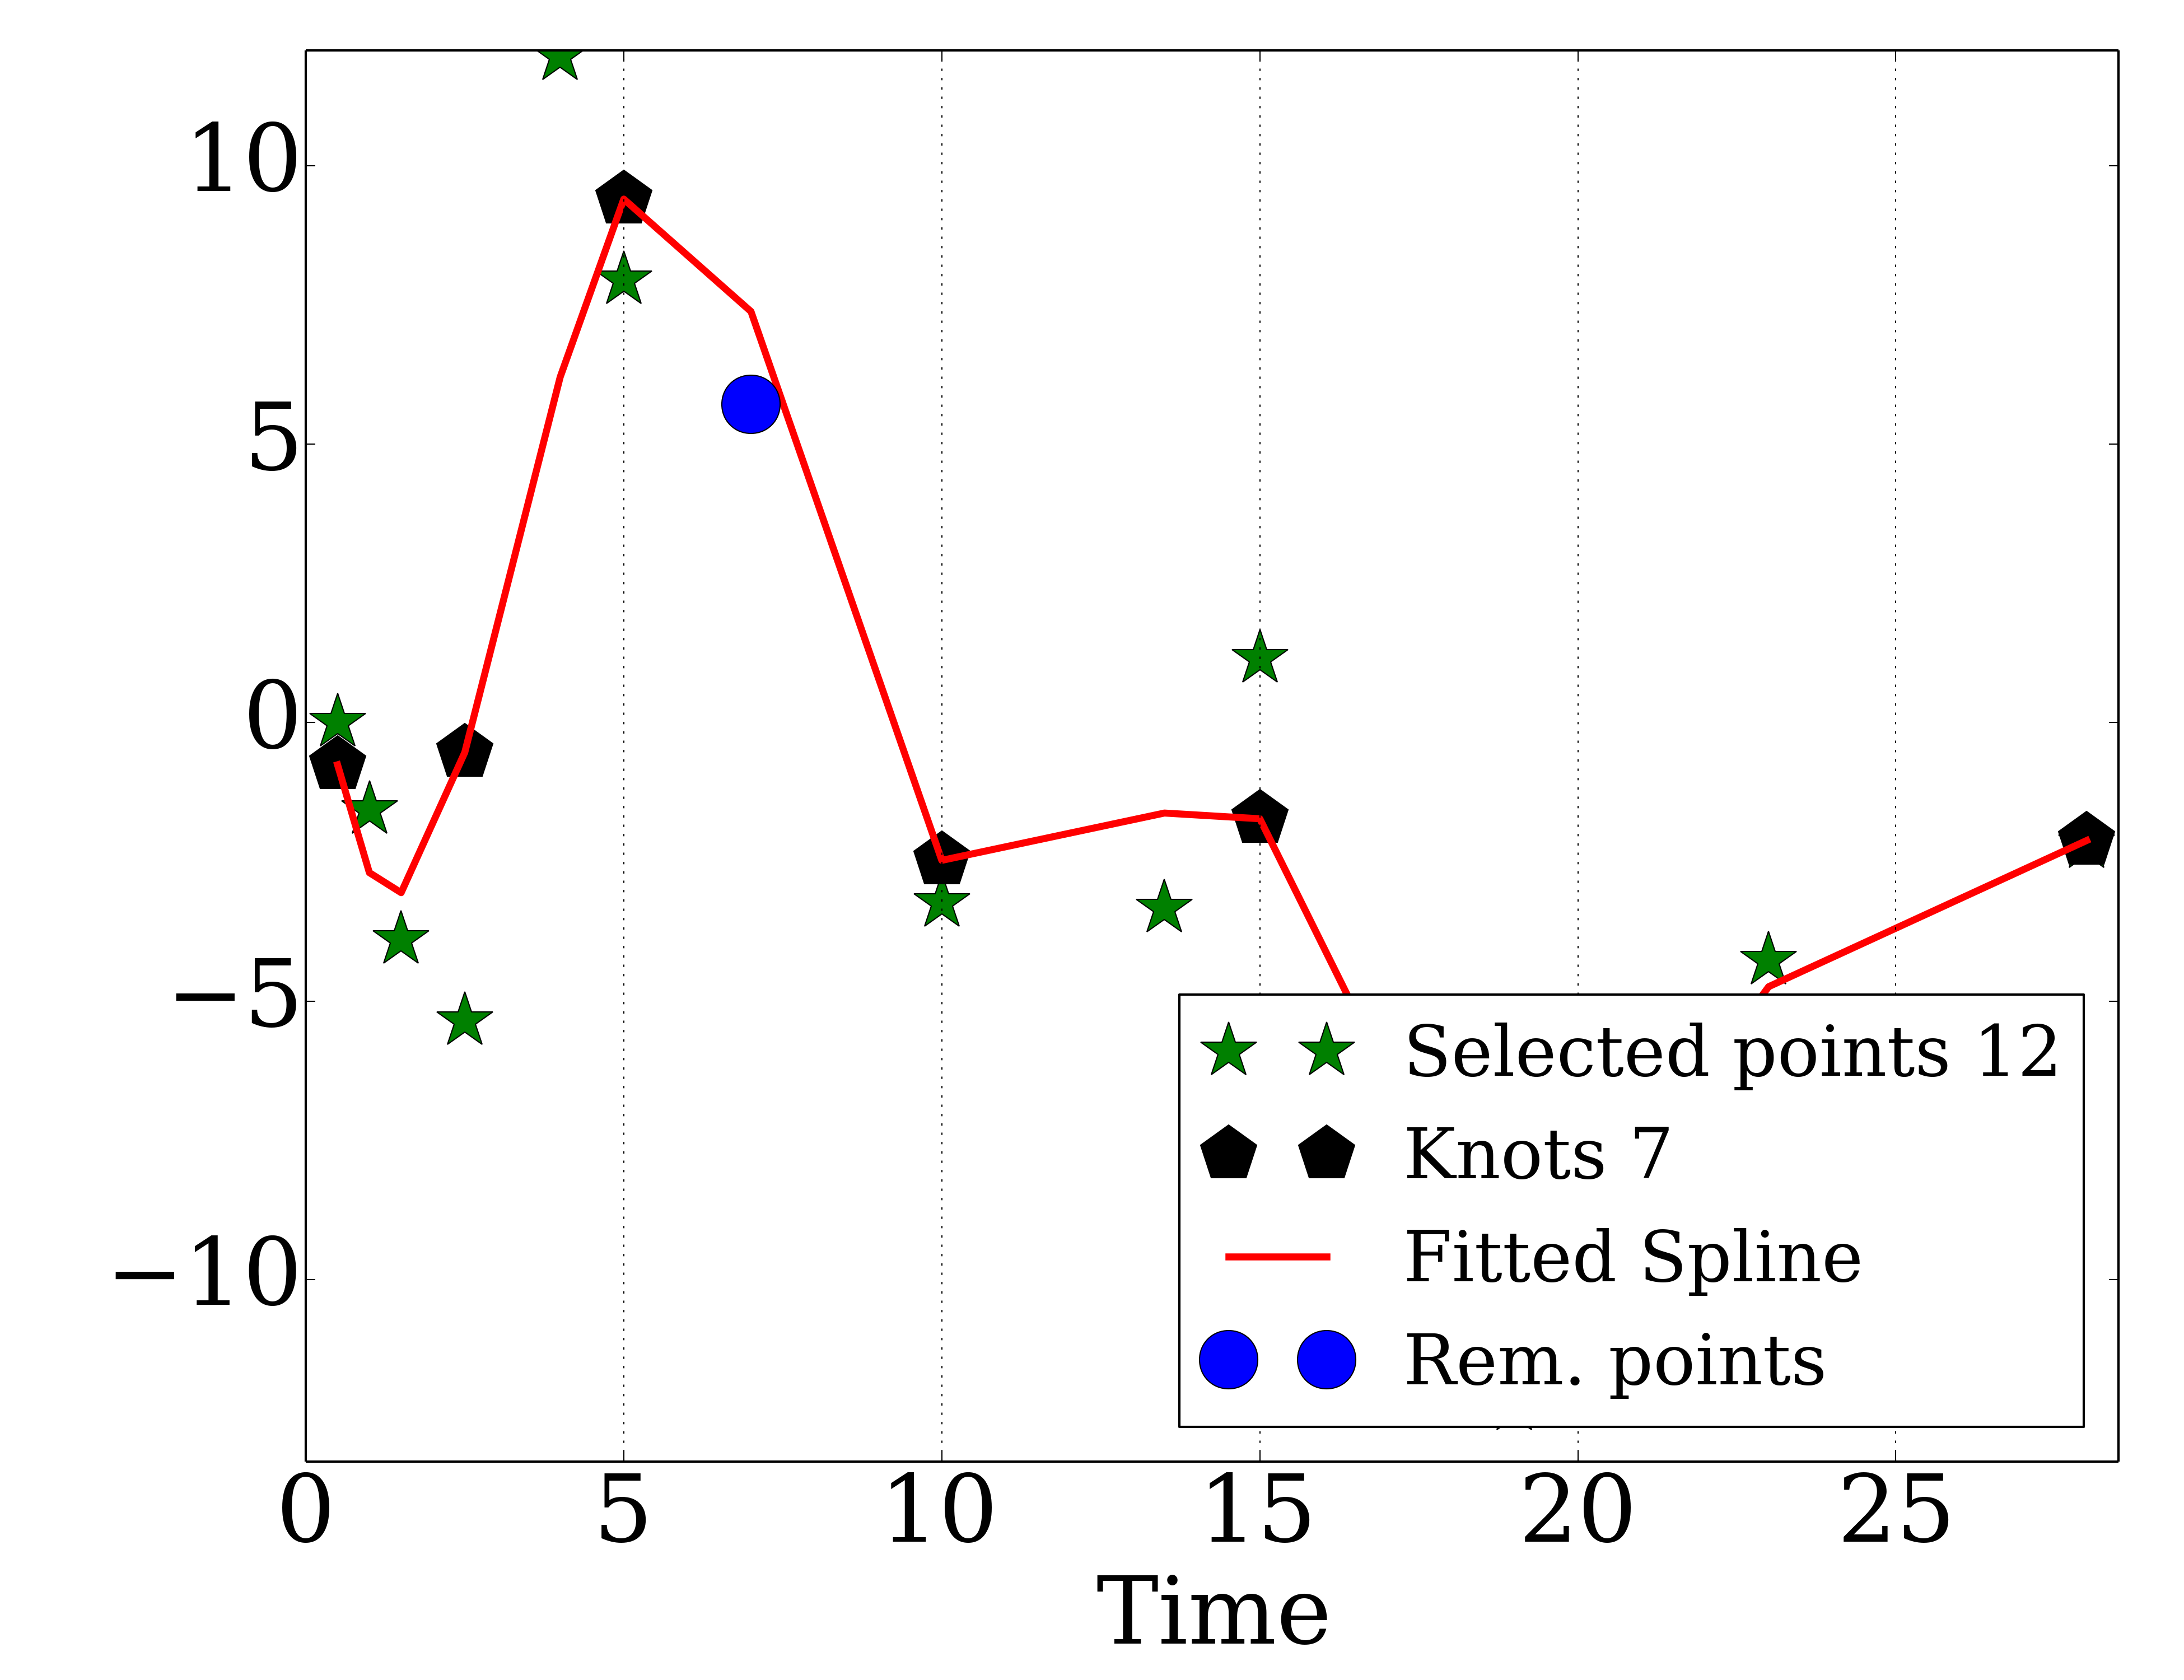 10
5
0
−5
−10
Selected points 12
Knots 7
Fitted Spline
Rem. points
0 5 10 15 20 25
Time